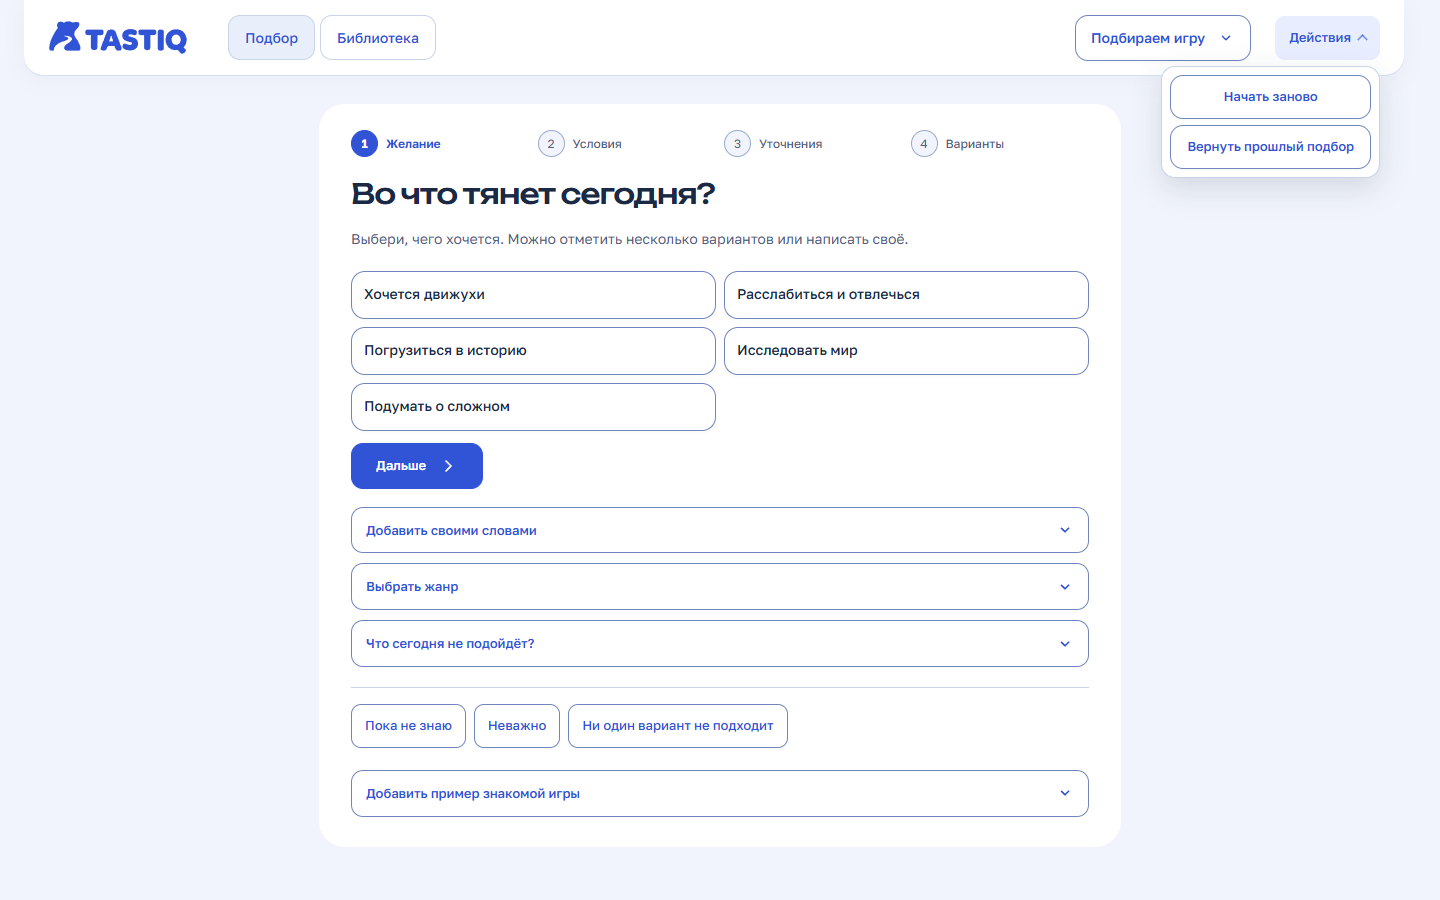 TASTIQ
Подбор
Библиотека
Подбираем игру
Действия
Начать заново
Вернуть прошлый подбор
1 Желание
2 Условия
3 Уточнения
4 Варианты
Во что тянет сегодня?
Выбери, чего хочется. Можно отметить несколько вариантов или написать своё.
Хочется движухи
Расслабиться и отвлечься
Погрузиться в историю
Исследовать мир
Подумать о сложном
Дальше
Добавить своими словами
Выбрать жанр
Что сегодня не подойдёт?
Пока не знаю
Неважно
Ни один вариант не подходит
Добавить пример знакомой игры